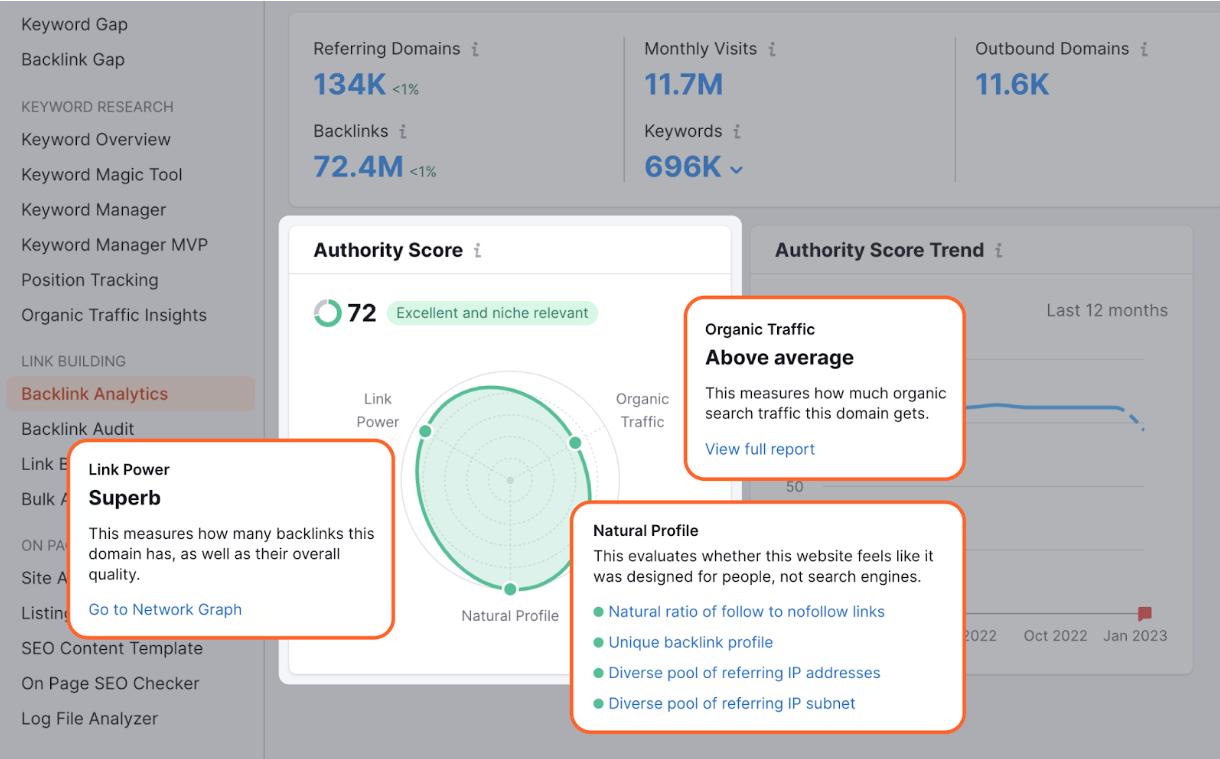 Keyword Gap
Backlink Gap
KEYWORD RESEARCH
Keyword Overview
Keyword Magic Tool
Keyword Manager
Keyword Manager MVP
Position Tracking
Organic Traffic Insights
LINK BUILDING
Backlink Analytics
Backlink Audit
Link B
Bulk A
ON PA
Site A
Listing
SEO Content Template
On Page SEO Checker
Log File Analyzer
Referring Domains i
134K <1%
Backlinks i
72.4M <1%
Monthly Visits i
11.7M
Keywords i
696K
Outbound Domains i
11.6K
Authority Score i
72 Excellent and niche relevant
Link
Power
Organic
Traffic
Natural Profile
Link Power
Superb
This measures how many backlinks this
domain has, as well as their overall
quality.
Go to Network Graph
Organic Traffic
Above average
This measures how much organic
search traffic this domain gets.
View full report
Natural Profile
This evaluates whether this website feels like it
was designed for people, not search engines.
Natural ratio of follow to nofollow links
Unique backlink profile
Diverse pool of referring IP addresses
Diverse pool of referring IP subnet
Authority Score Trend i
Last 12 months
50
2022 Oct 2022 Jan 2023